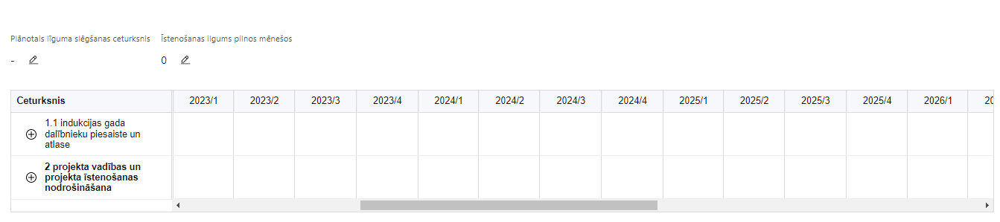 Plānotais līguma slēgšanas ceturksnis Īstenošanas ilgums pilnos mēnešos
- 0
Ceturksnis 2023/1 2023/2 2023/3 2023/4 2024/1 2024/2 2024/3 2024/4 2025/1 2025/2 2025/3 2025/4 2026/1
1.1 indukcijas gada
dalībnieku piesaiste un
atlase
2 projekta vadības un
projekta īstenošanas
nodrošināšana